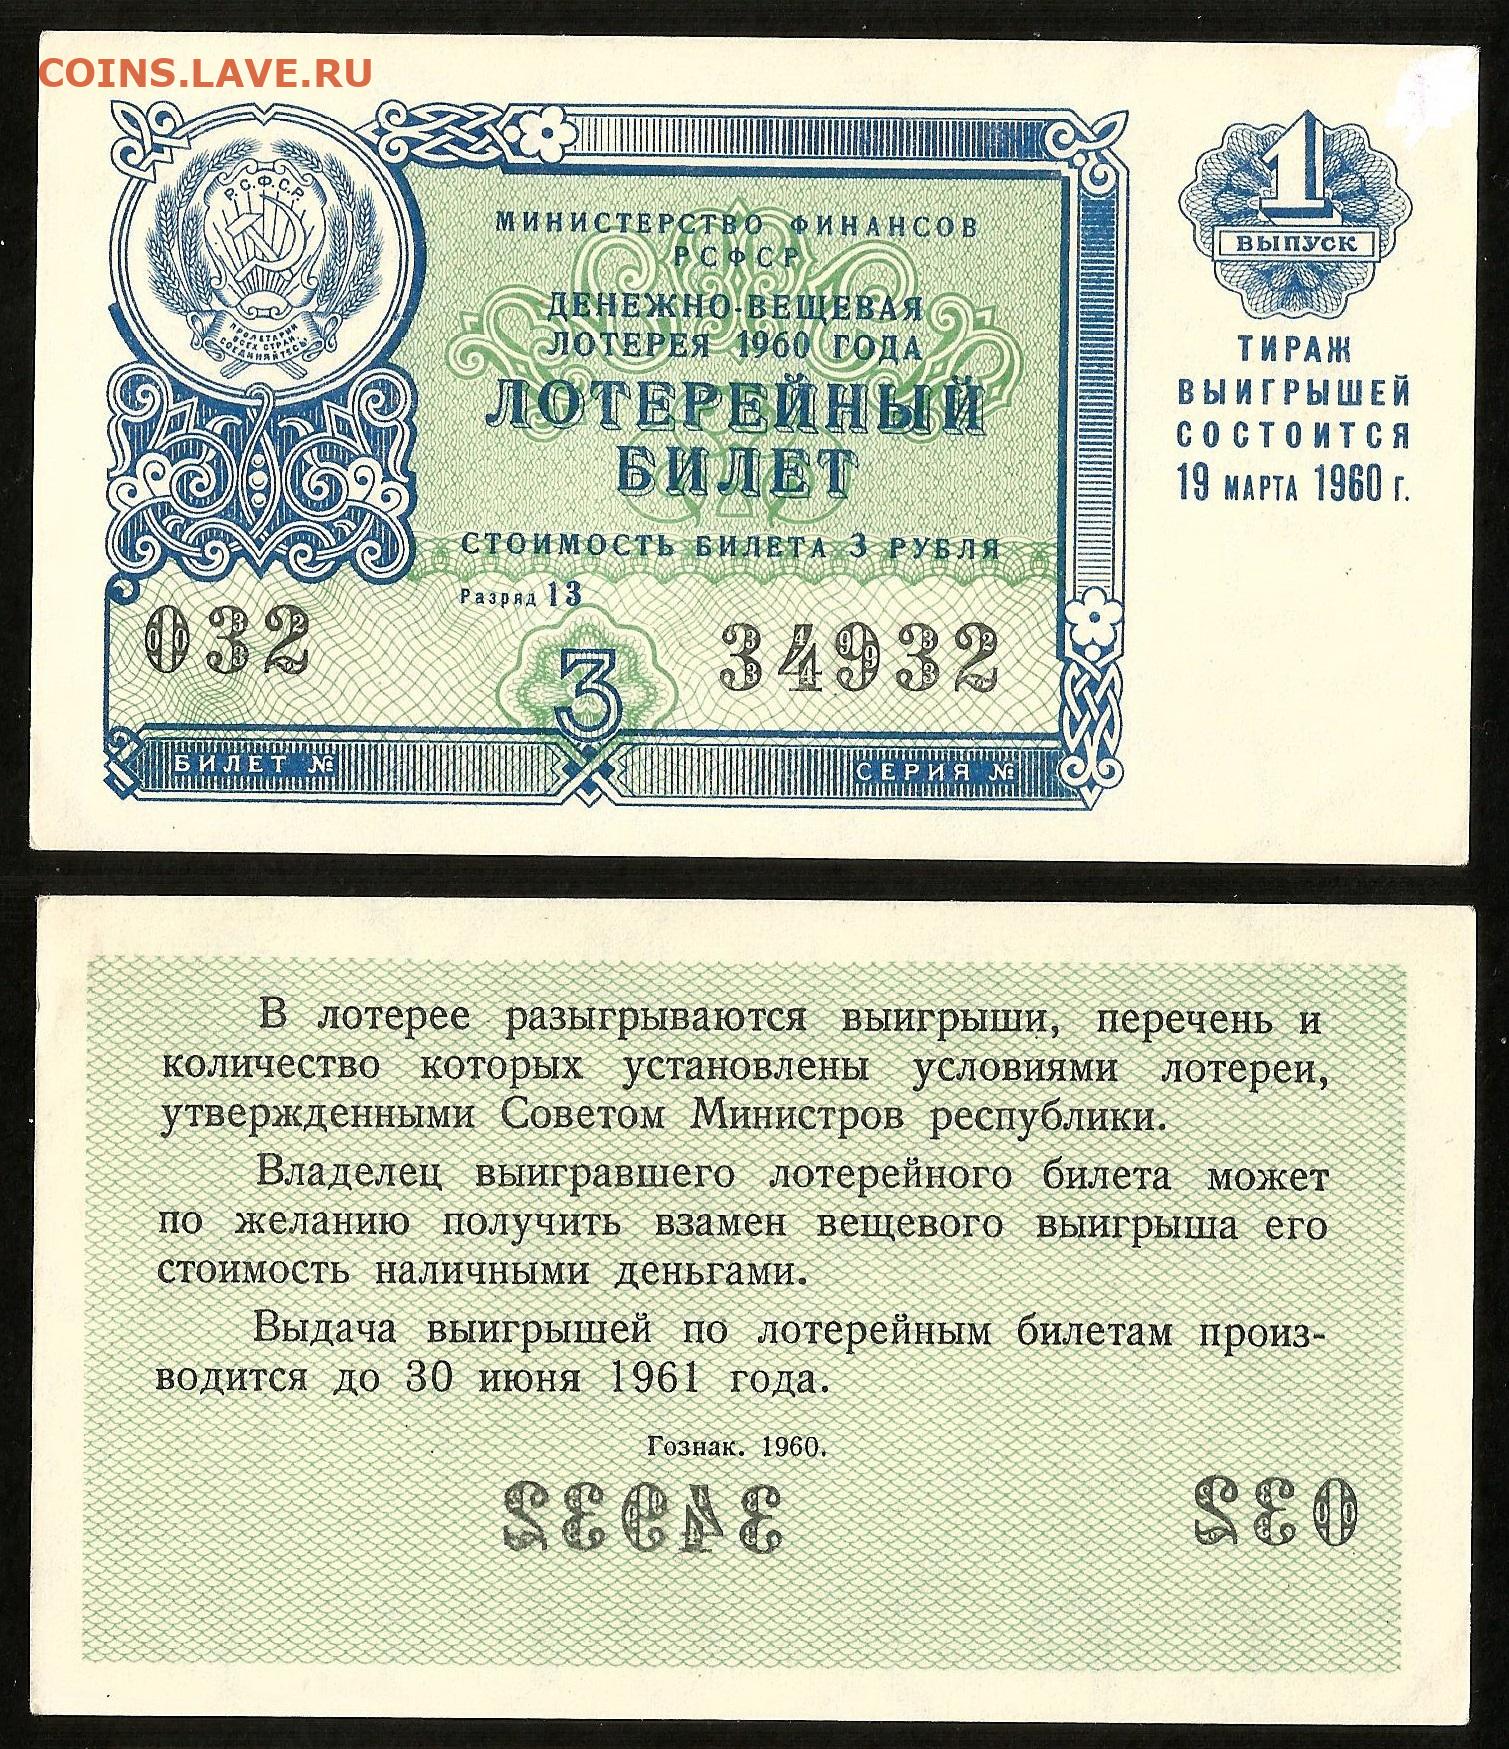 COINS.LAVE.RU
Р.С.Ф.С.Р.
ПРОЛЕТАРИИ
ВСЕХ СТРАН,
СОЕДИНЯЙТЕСЬ!
МИНИСТЕРСТВО ФИНАНСОВ
РСФСР
ДЕНЕЖНО-ВЕЩЕВАЯ
ЛОТЕРЕЯ 1960 ГОДА
ЛОТЕРЕЙНЫЙ
БИЛЕТ
СТОИМОСТЬ БИЛЕТА 3 РУБЛЯ
Разряд 13
032
34932
3
БИЛЕТ №
СЕРИЯ №
1
ВЫПУСК
ТИРАЖ
ВЫИГРЫШЕЙ
СОСТОИТСЯ
19 МАРТА 1960 Г.
В лотерее разыгрываются выигрыши, перечень и
количество которых установлены условиями лотереи,
утвержденными Советом Министров республики.
Владелец выигравшего лотерейного билета может
по желанию получить взамен вещевого выигрыша его
стоимость наличными деньгами.
Выдача выигрышей по лотерейным билетам произ-
водится до 30 июня 1961 года.
Гознак. 1960.
34932
032